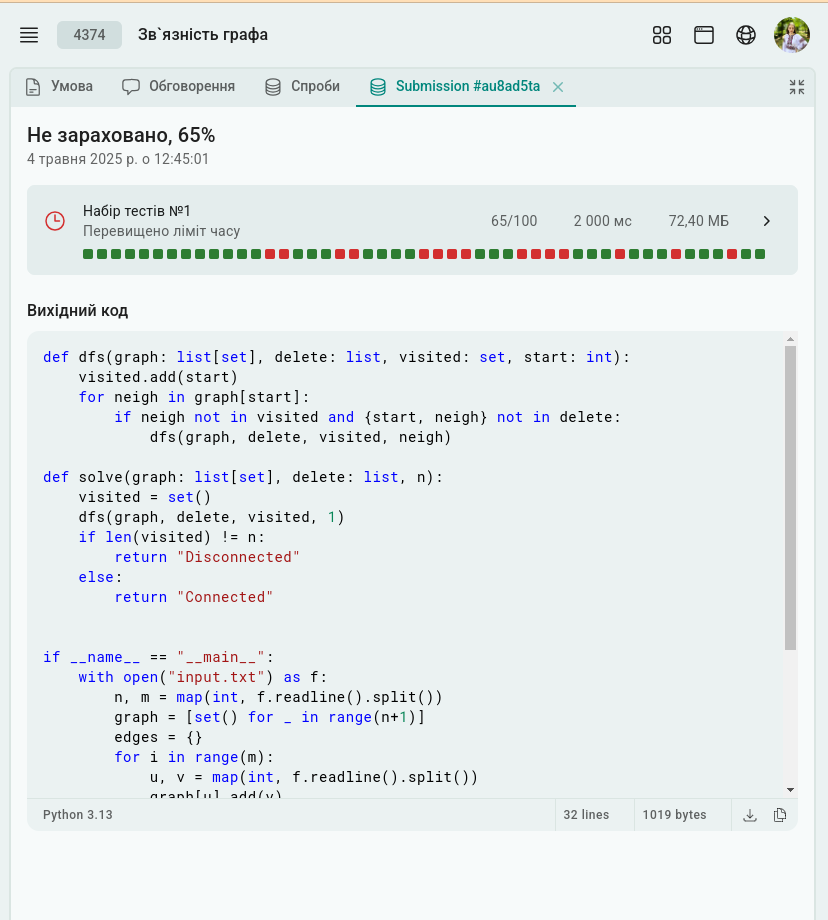 4374 Зв`язність графа
Умова Обговорення Спроби Submission #au8ad5ta
Не зараховано, 65%
4 травня 2025 р. о 12:45:01
Набір тестів №1
Перевищено ліміт часу
65/100 2 000 мс 72,40 МБ
Вихідний код
def dfs(graph: list[set], delete: list, visited: set, start: int):
    visited.add(start)
    for neigh in graph[start]:
        if neigh not in visited and {start, neigh} not in delete:
            dfs(graph, delete, visited, neigh)
def solve(graph: list[set], delete: list, n):
    visited = set()
    dfs(graph, delete, visited, 1)
    if len(visited) != n:
        return "Disconnected"
    else:
        return "Connected"
if __name__ == "__main__":
    with open("input.txt") as f:
        n, m = map(int, f.readline().split())
        graph = [set() for _ in range(n+1)]
        edges = {}
        for i in range(m):
            u, v = map(int, f.readline().split())
            graph[u].add(v)
Python 3.13 32 lines 1019 bytes